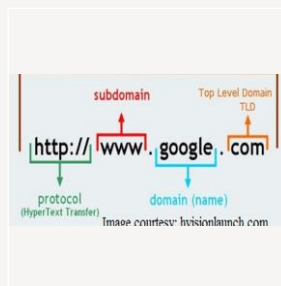 subdomain
Top Level Domain
TLD
http://www.google.com
protocol
(HyperText Transfer)
domain (name)
Image courtesy: hvisionlaunch.com